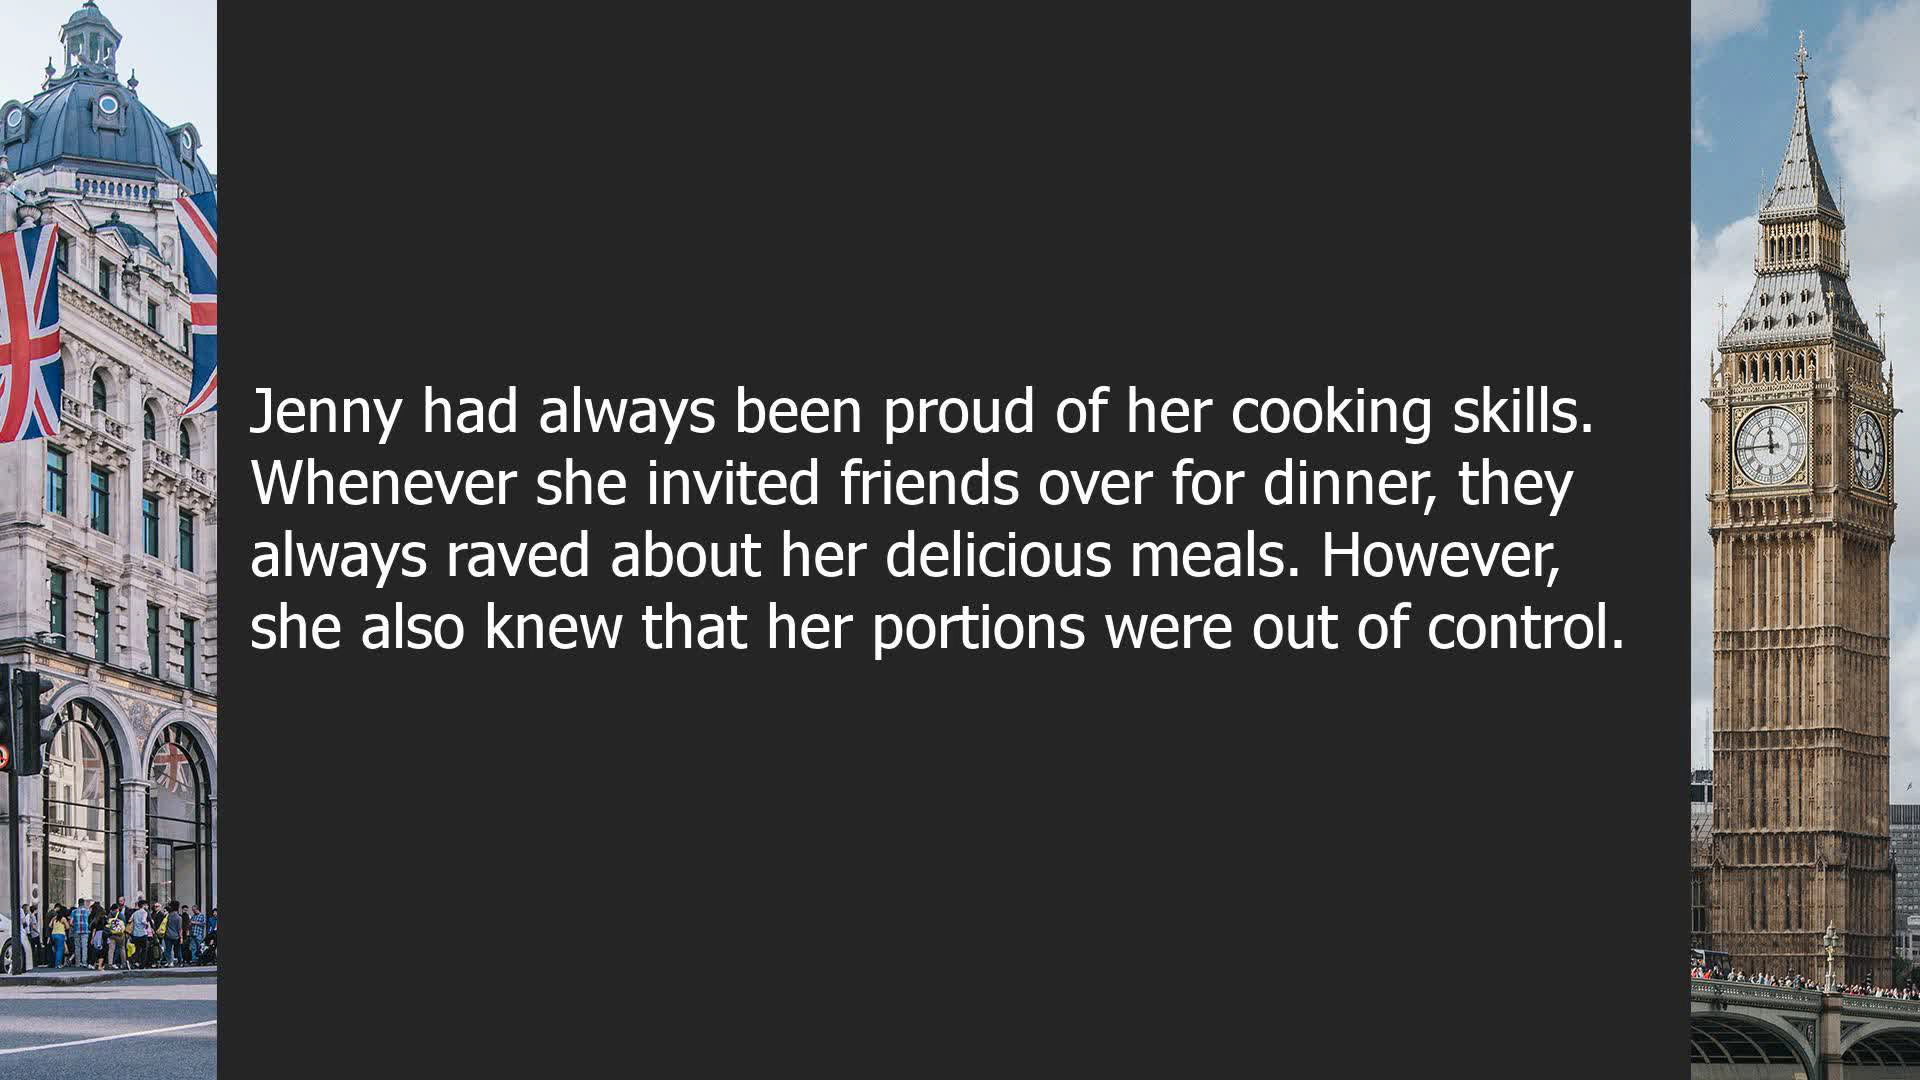 Jenny had always been proud of her cooking skills.
Whenever she invited friends over for dinner, they
always raved about her delicious meals. However,
she also knew that her portions were out of control.